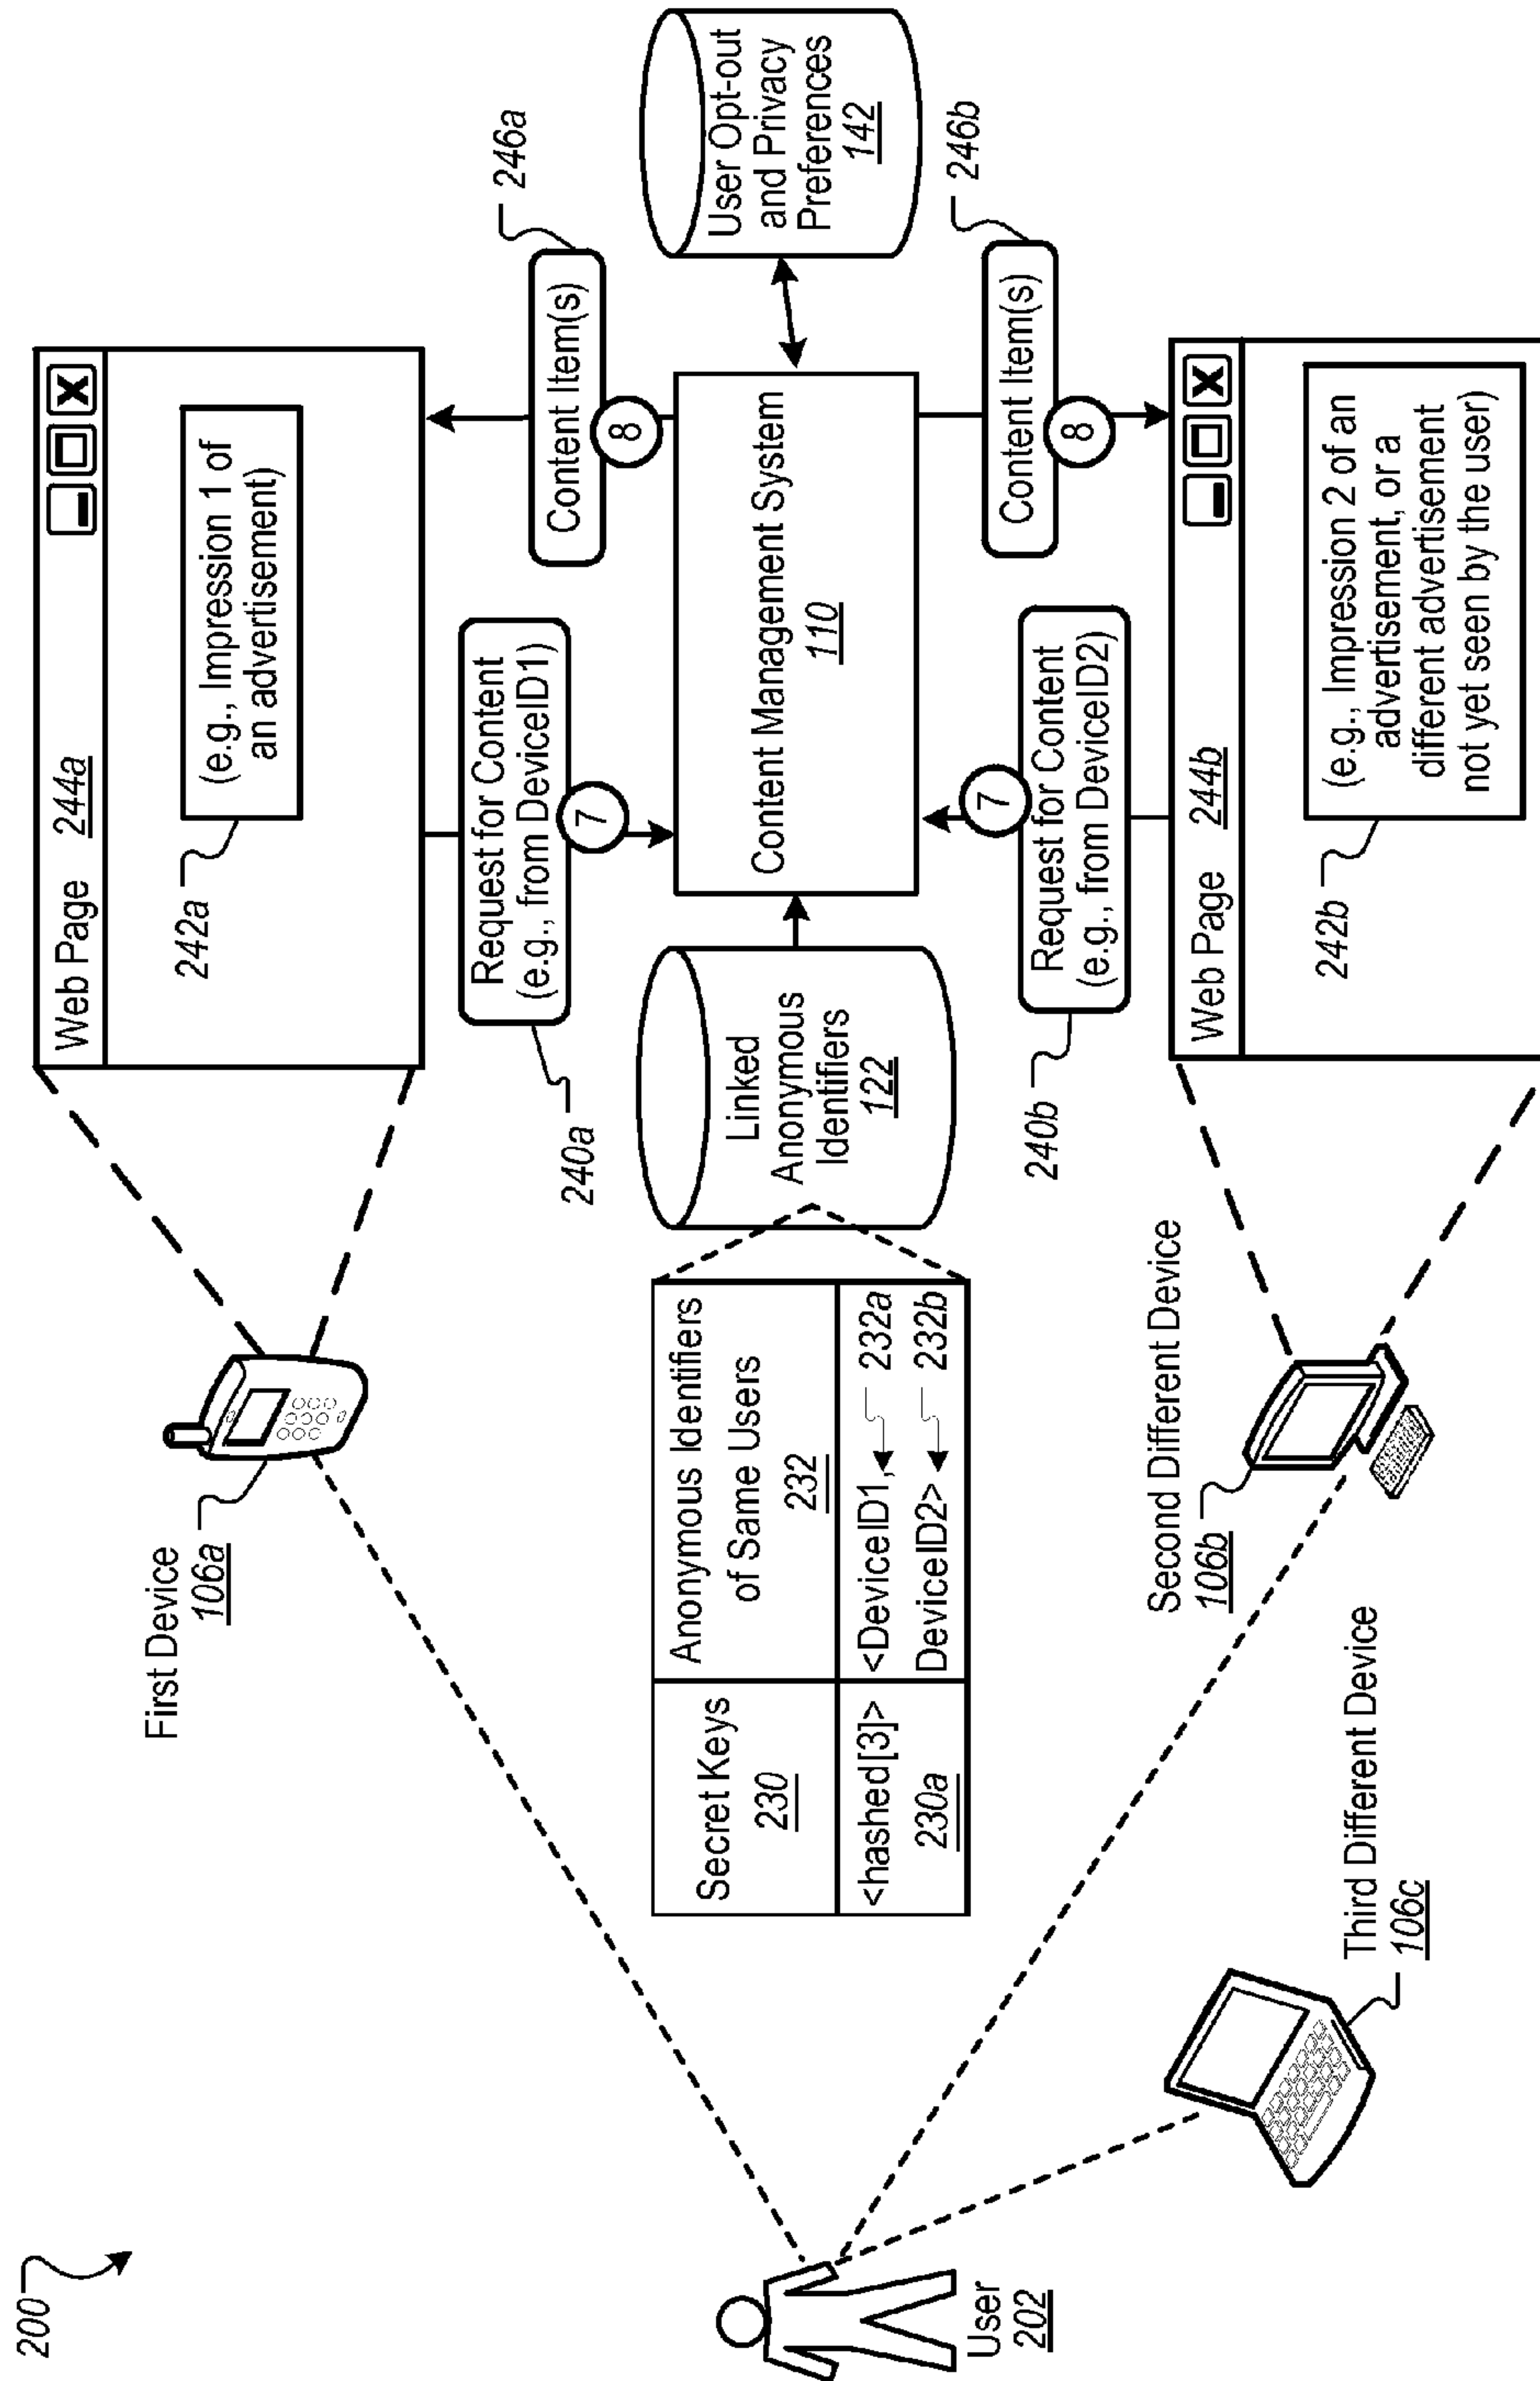 200
User
202
First Device
106a
Web Page 244a
X
(e.g., Impression 1 of
an advertisement)
242a
Request for Content
(e.g., from DeviceID1)
7
240a
Content Item(s)
8
246a
Secret Keys
230
Anonymous Identifiers
of Same Users
232
<hashed[3]>
230a
<DeviceID1,
232a
DeviceID2>
232b
Linked
Anonymous
Identifiers
122
Content Management System
110
User Opt-out
and Privacy
Preferences
142
Third Different Device
106c
Second Different Device
106b
240b
Request for Content
(e.g., from DeviceID2)
7
Content Item(s)
8
246b
Web Page 244b
X
(e.g., Impression 2 of an
advertisement, or a
different advertisement
not yet seen by the user)
242b